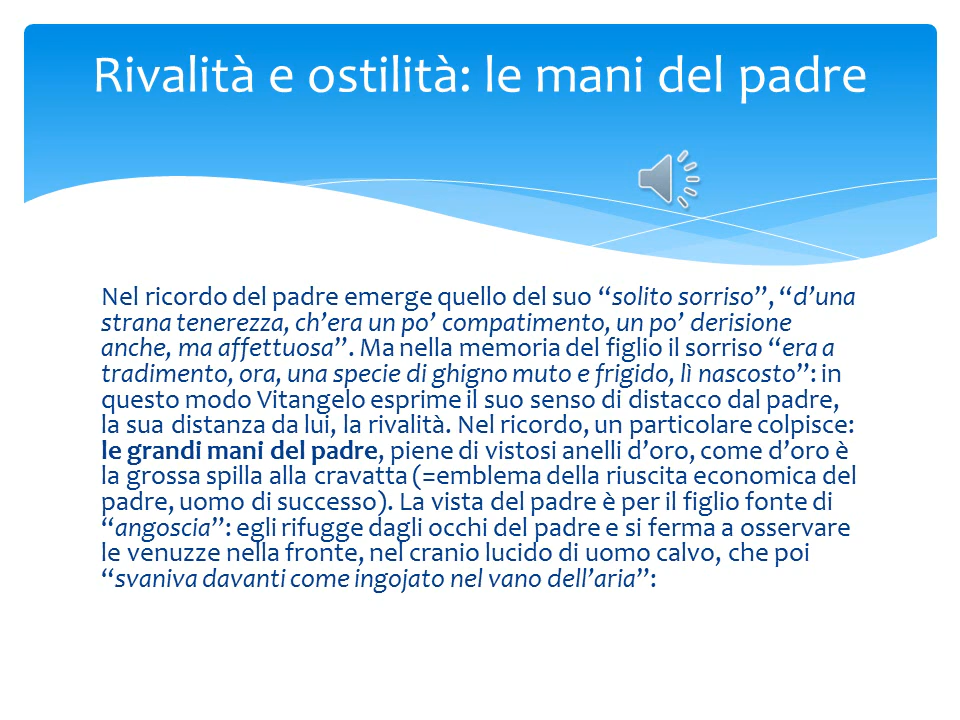 Rivalità e ostilità: le mani del padre
Nel ricordo del padre emerge quello del suo “solito sorriso”, “d’una
strana tenerezza, ch’era un po’ compatimento, un po’ derisione
anche, ma affettuosa”. Ma nella memoria del figlio il sorriso “era a
tradimento, ora, una specie di ghigno muto e frigido, lì nascosto”: in
questo modo Vitangelo esprime il suo senso di distacco dal padre,
la sua distanza da lui, la rivalità. Nel ricordo, un particolare colpisce:
le grandi mani del padre, piene di vistosi anelli d’oro, come d’oro è
la grossa spilla alla cravatta (=emblema della riuscita economica del
padre, uomo di successo). La vista del padre è per il figlio fonte di
“angoscia”: egli rifugge dagli occhi del padre e si ferma a osservare
le venuzze nella fronte, nel cranio lucido di uomo calvo, che poi
“svaniva davanti come ingojato nel vano dell’aria”: